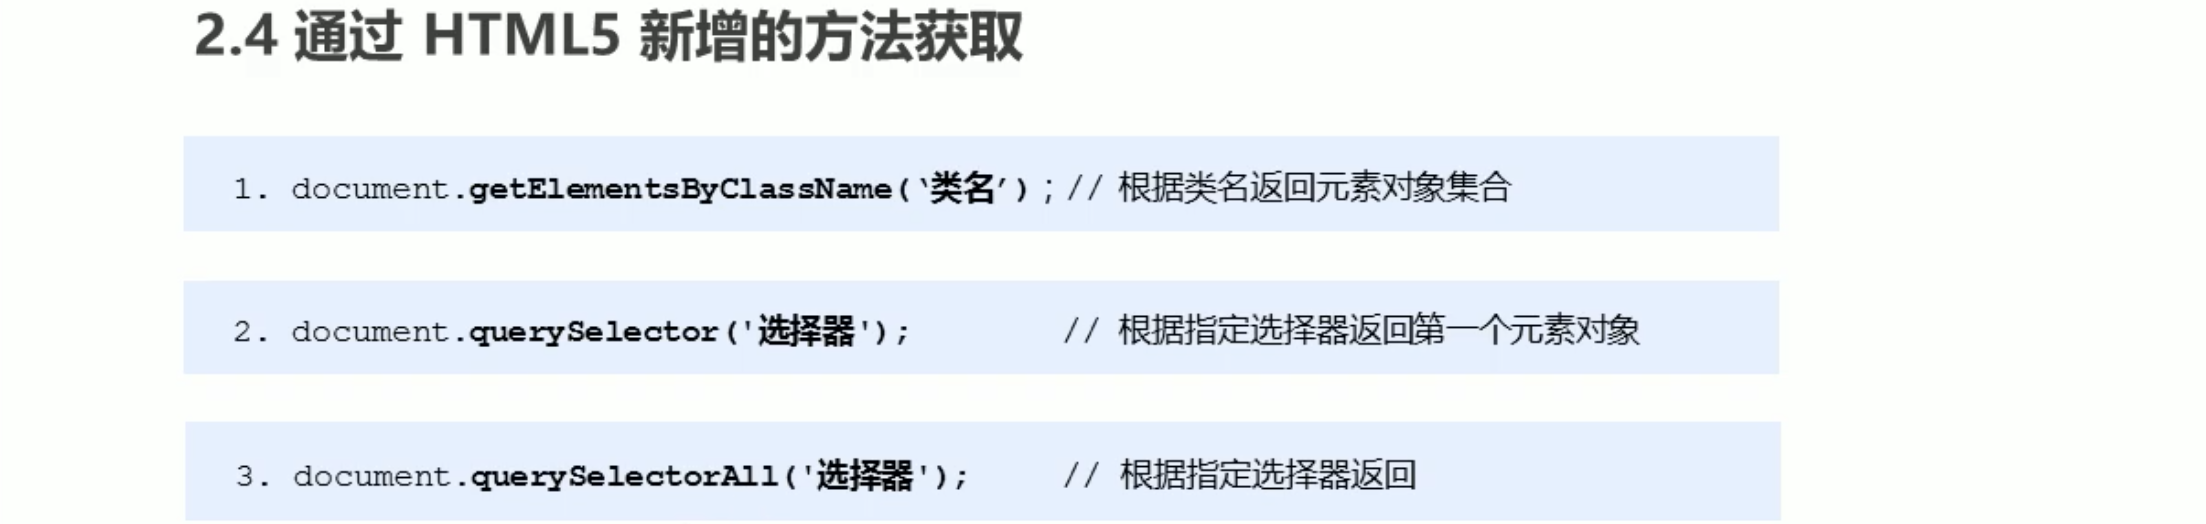 2.4 通过 HTML5 新增的方法获取
1. document.getElementsByClassName(‘类名’);// 根据类名返回元素对象集合
2. document.querySelector('选择器'); // 根据指定选择器返回第一个元素对象
3. document.querySelectorAll('选择器'); // 根据指定选择器返回